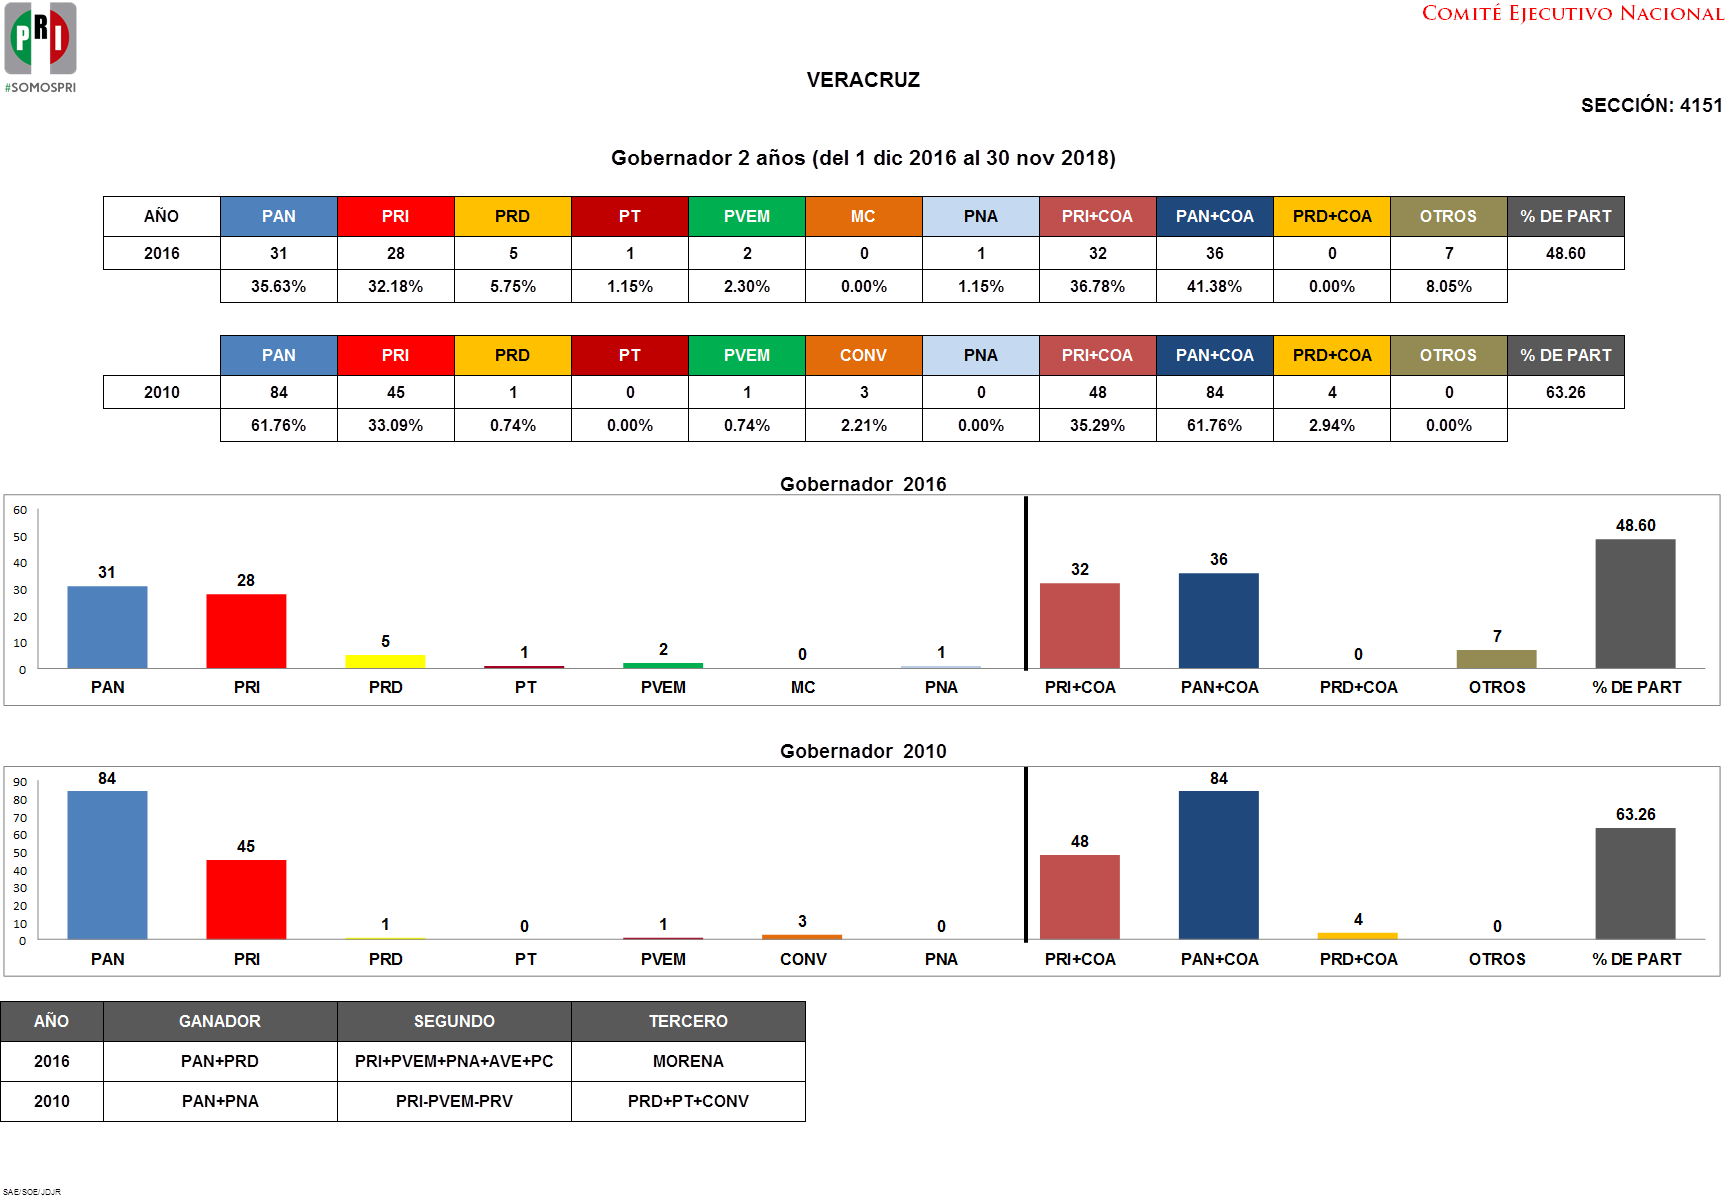 PRI
#SOMOSPRI
COMITÉ EJECUTIVO NACIONAL
VERACRUZ
SECCIÓN: 4151
Gobernador 2 años (del 1 dic 2016 al 30 nov 2018)
AÑO PAN PRI PRD PT PVEM MC PNA PRI+COA PAN+COA PRD+COA OTROS % DE PART
2016 31 28 5 1 2 0 1 32 36 0 7 48.60
35.63% 32.18% 5.75% 1.15% 2.30% 0.00% 1.15% 36.78% 41.38% 0.00% 8.05%
PAN PRI PRD PT PVEM CONV PNA PRI+COA PAN+COA PRD+COA OTROS % DE PART
2010 84 45 1 0 1 3 0 48 84 4 0 63.26
61.76% 33.09% 0.74% 0.00% 0.74% 2.21% 0.00% 35.29% 61.76% 2.94% 0.00%
Gobernador 2016
60
50
40
30
20
10
0
31 28 5 1 2 0 1 32 36 0 7 48.60
PAN PRI PRD PT PVEM MC PNA PRI+COA PAN+COA PRD+COA OTROS % DE PART
Gobernador 2010
90
80
70
60
50
40
30
20
10
0
84 45 1 0 1 3 0 48 84 4 0 63.26
PAN PRI PRD PT PVEM CONV PNA PRI+COA PAN+COA PRD+COA OTROS % DE PART
AÑO GANADOR SEGUNDO TERCERO
2016 PAN+PRD PRI+PVEM+PNA+AVE+PC MORENA
2010 PAN+PNA PRI-PVEM-PRV PRD+PT+CONV
SAE/SOE/JDJR